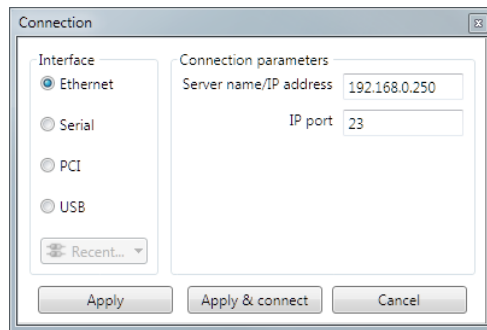 Connection
Interface
Ethernet
Serial
PCI
USB
Recent...
Connection parameters
Server name/IP address 192.168.0.250
IP port 23
Apply Apply & connect Cancel